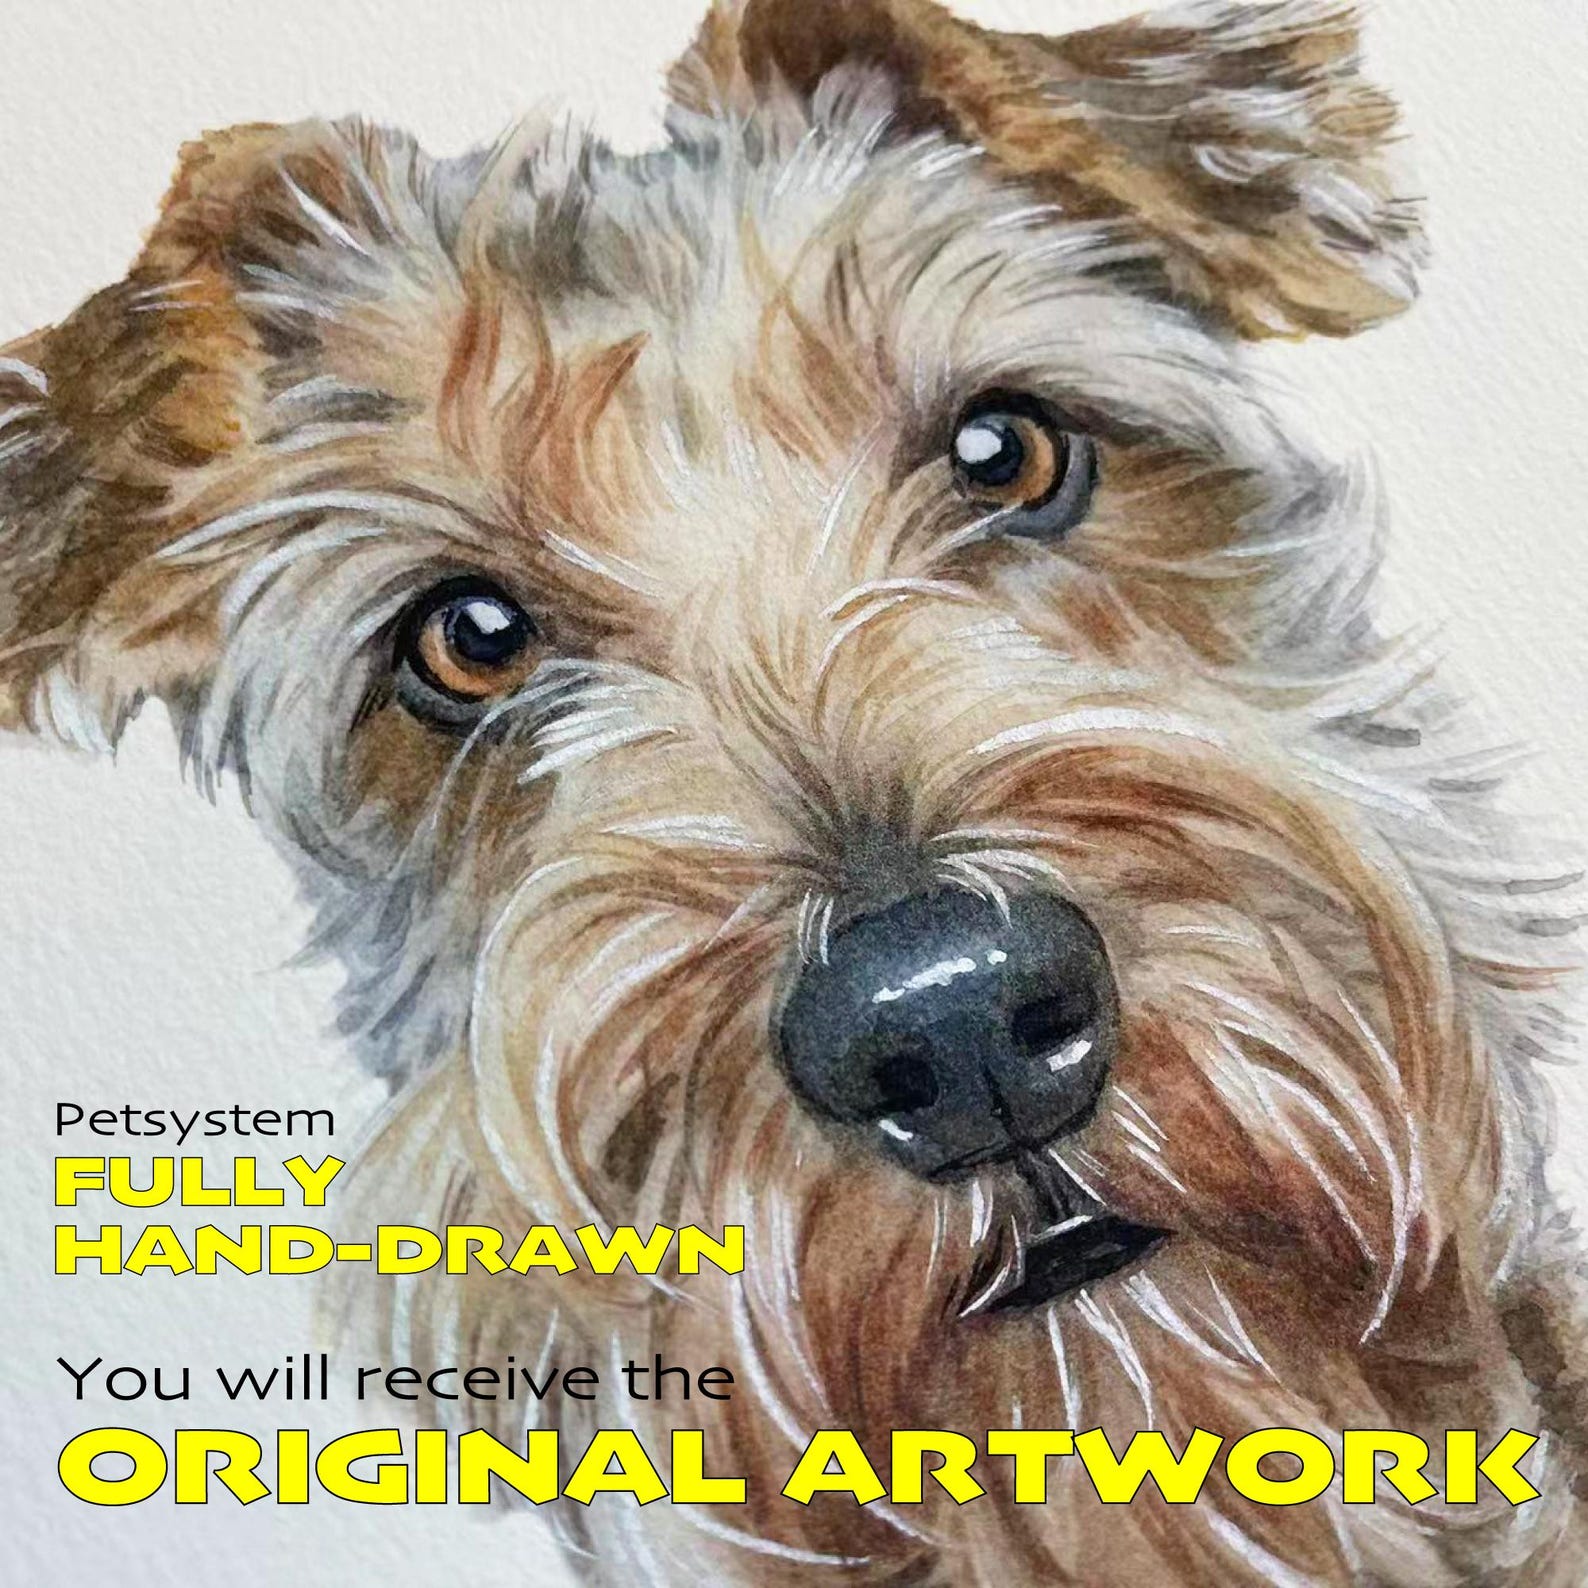 Petsystem
FULLY
HAND-DRAWN
You will receive the
ORIGINAL ARTWORK